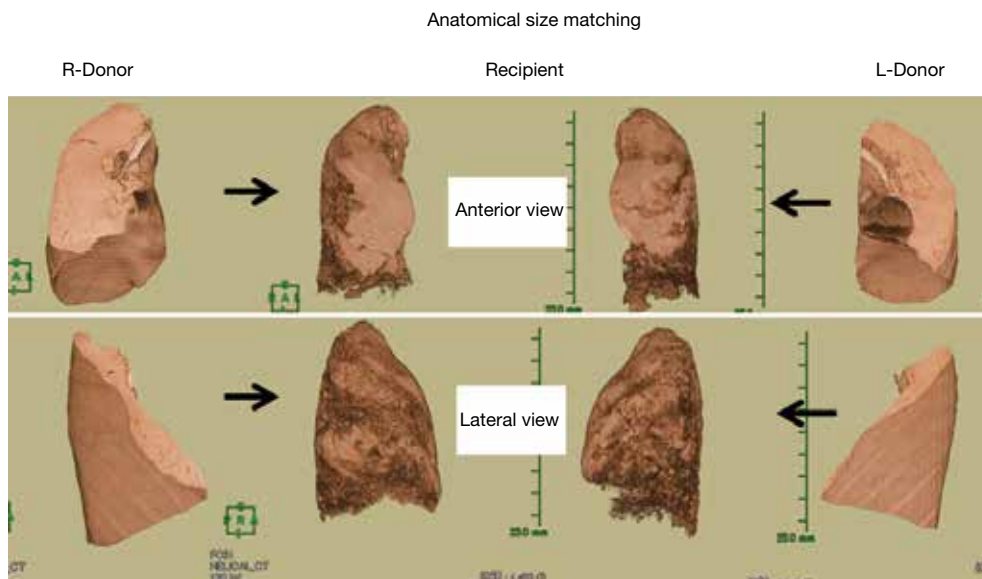 Anatomical size matching
R-Donor
Recipient
L-Donor
Anterior view
A
A
Lateral view
R
HELICAL_CT